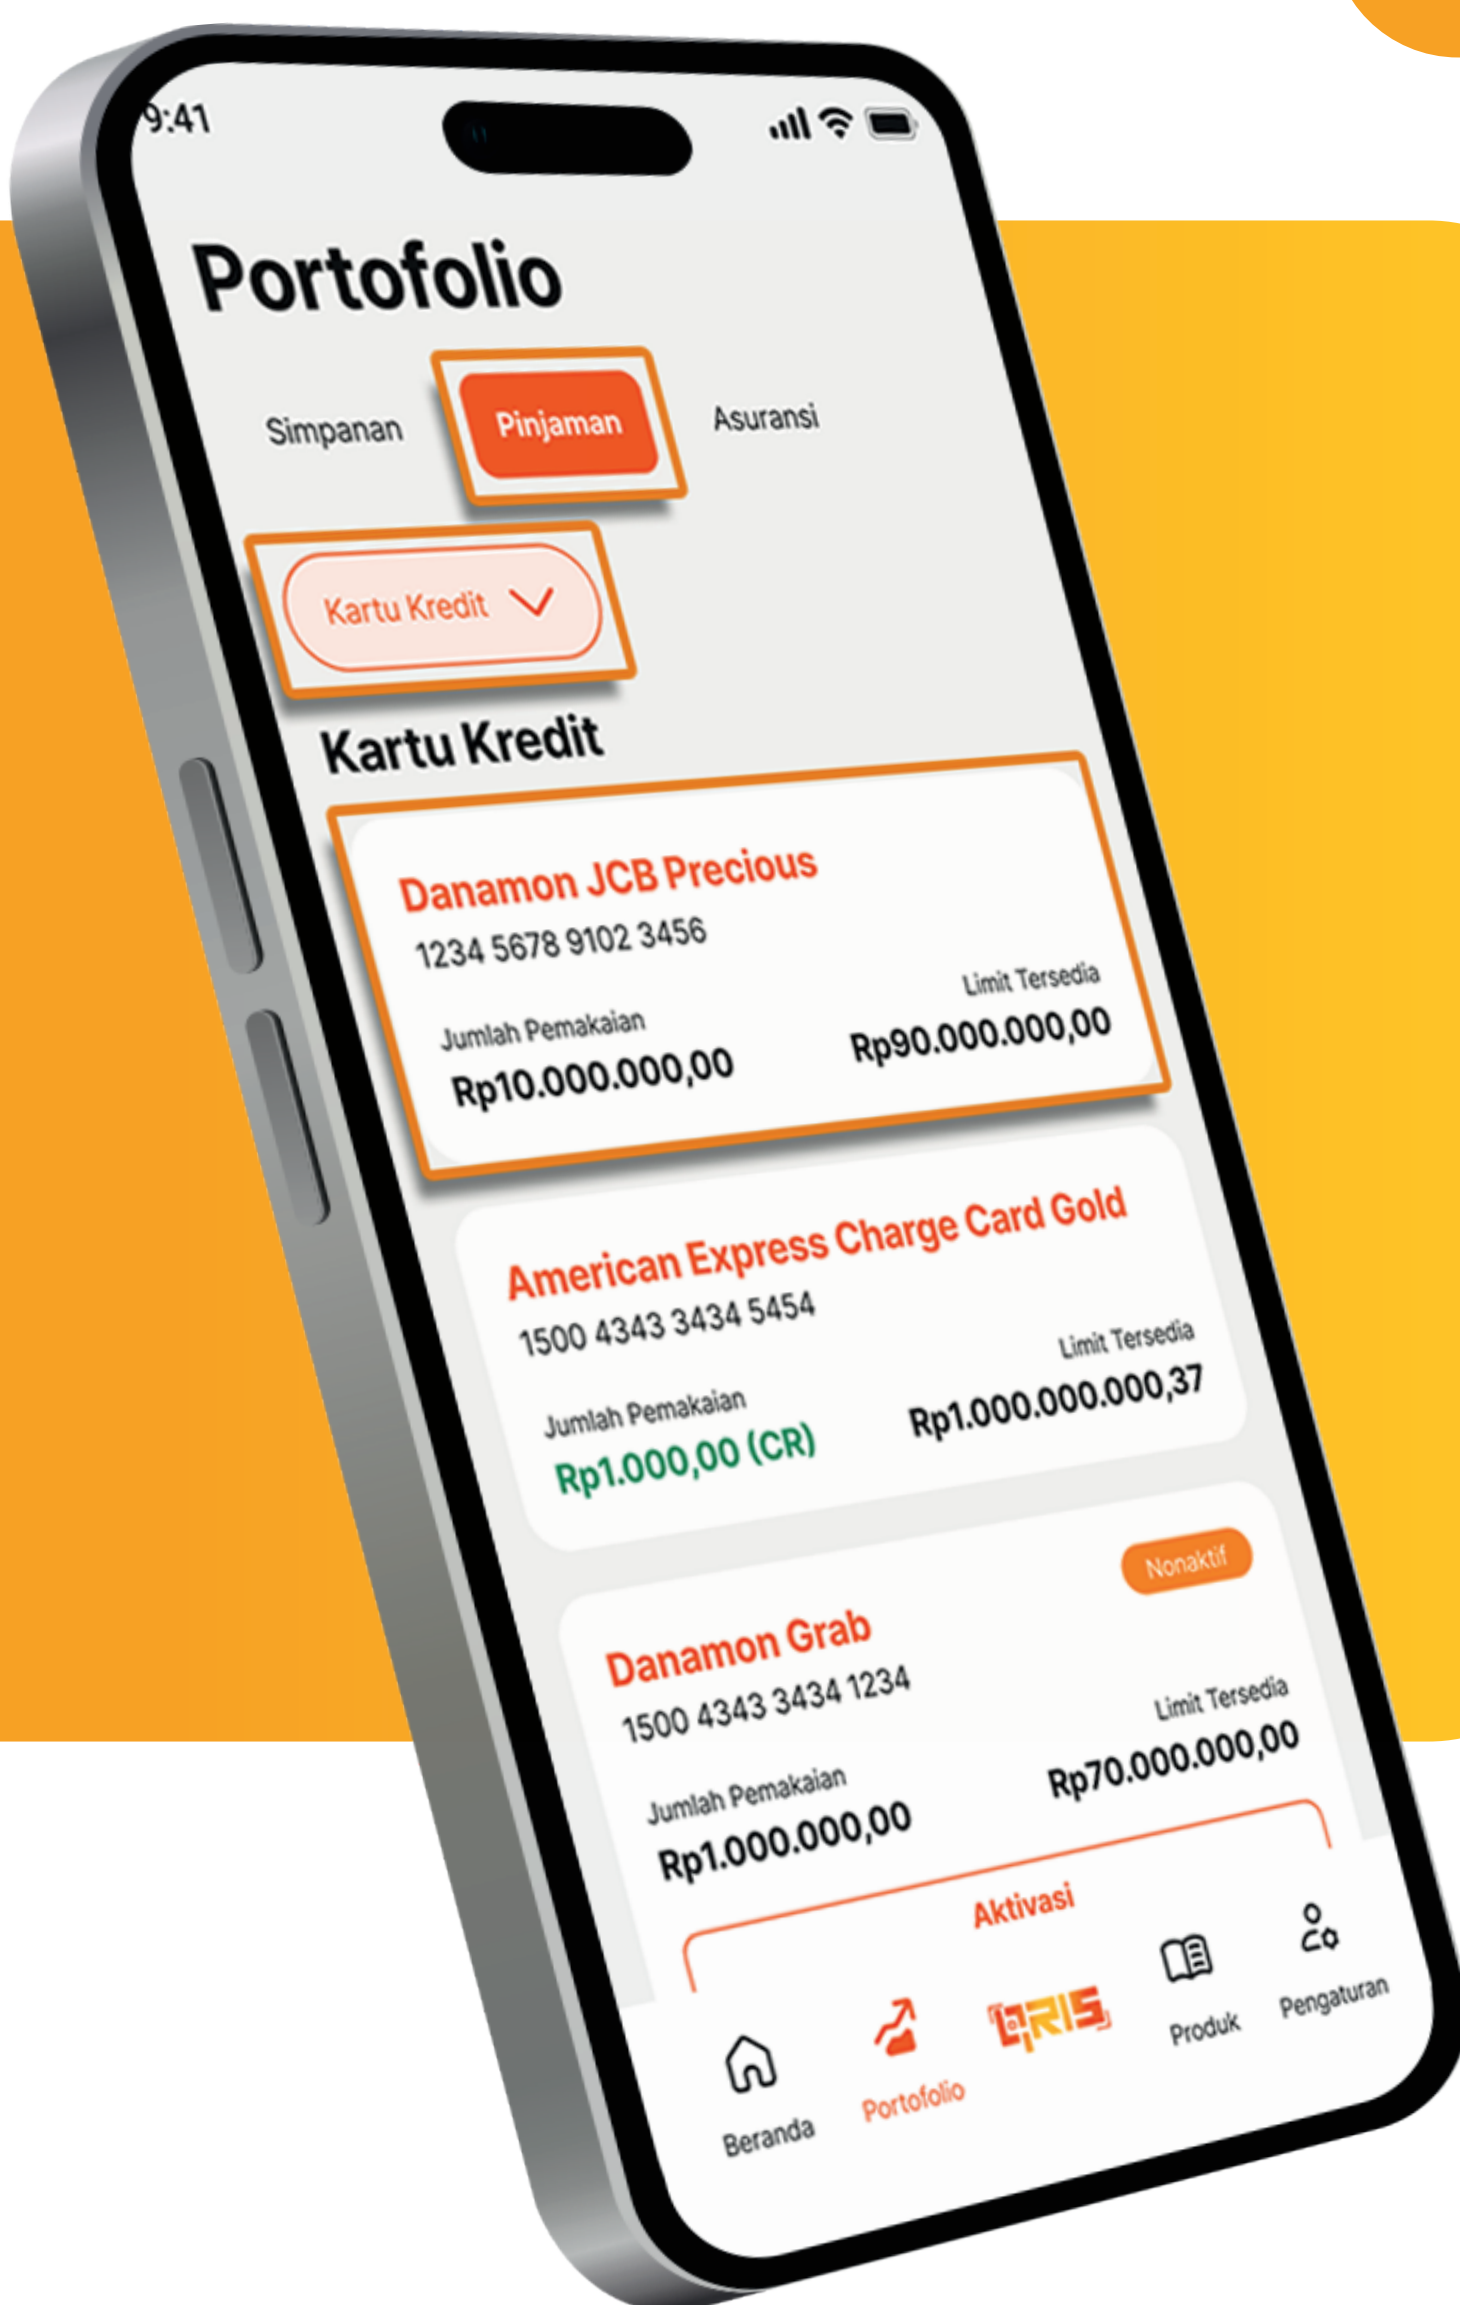 9:41
Portofolio
Simpanan Pinjaman Asuransi
Kartu Kredit
Kartu Kredit
Danamon JCB Precious
1234 5678 9102 3456
Jumlah Pemakaian Limit Tersedia
Rp10.000.000,00 Rp90.000.000,00
American Express Charge Card Gold
1500 4343 3434 5454
Jumlah Pemakaian Limit Tersedia
Rp1.000,00 (CR) Rp1.000.000.000,37
Nonaktif
Danamon Grab
1500 4343 3434 1234
Jumlah Pemakaian Limit Tersedia
Rp1.000.000,00 Rp70.000.000,00
Aktivasi
Beranda Portofolio QRIS Produk Pengaturan